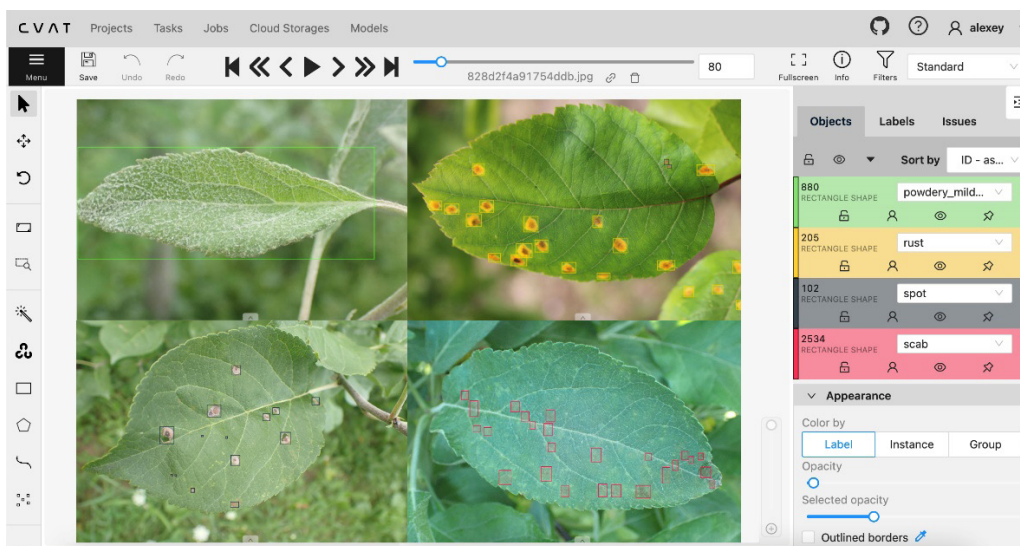 CVAT Projects Tasks Jobs Cloud Storages Models alexey
Menu Save Undo Redo 828d2f4a91754ddb.jpg 80 Fullscreen Info Filters Standard
Objects Labels Issues
Sort by ID - as...
880 powdery_mild...
RECTANGLE SHAPE
205 rust
RECTANGLE SHAPE
102 spot
RECTANGLE SHAPE
2534 scab
RECTANGLE SHAPE
Appearance
Color by
Label Instance Group
Opacity
Selected opacity
Outlined borders